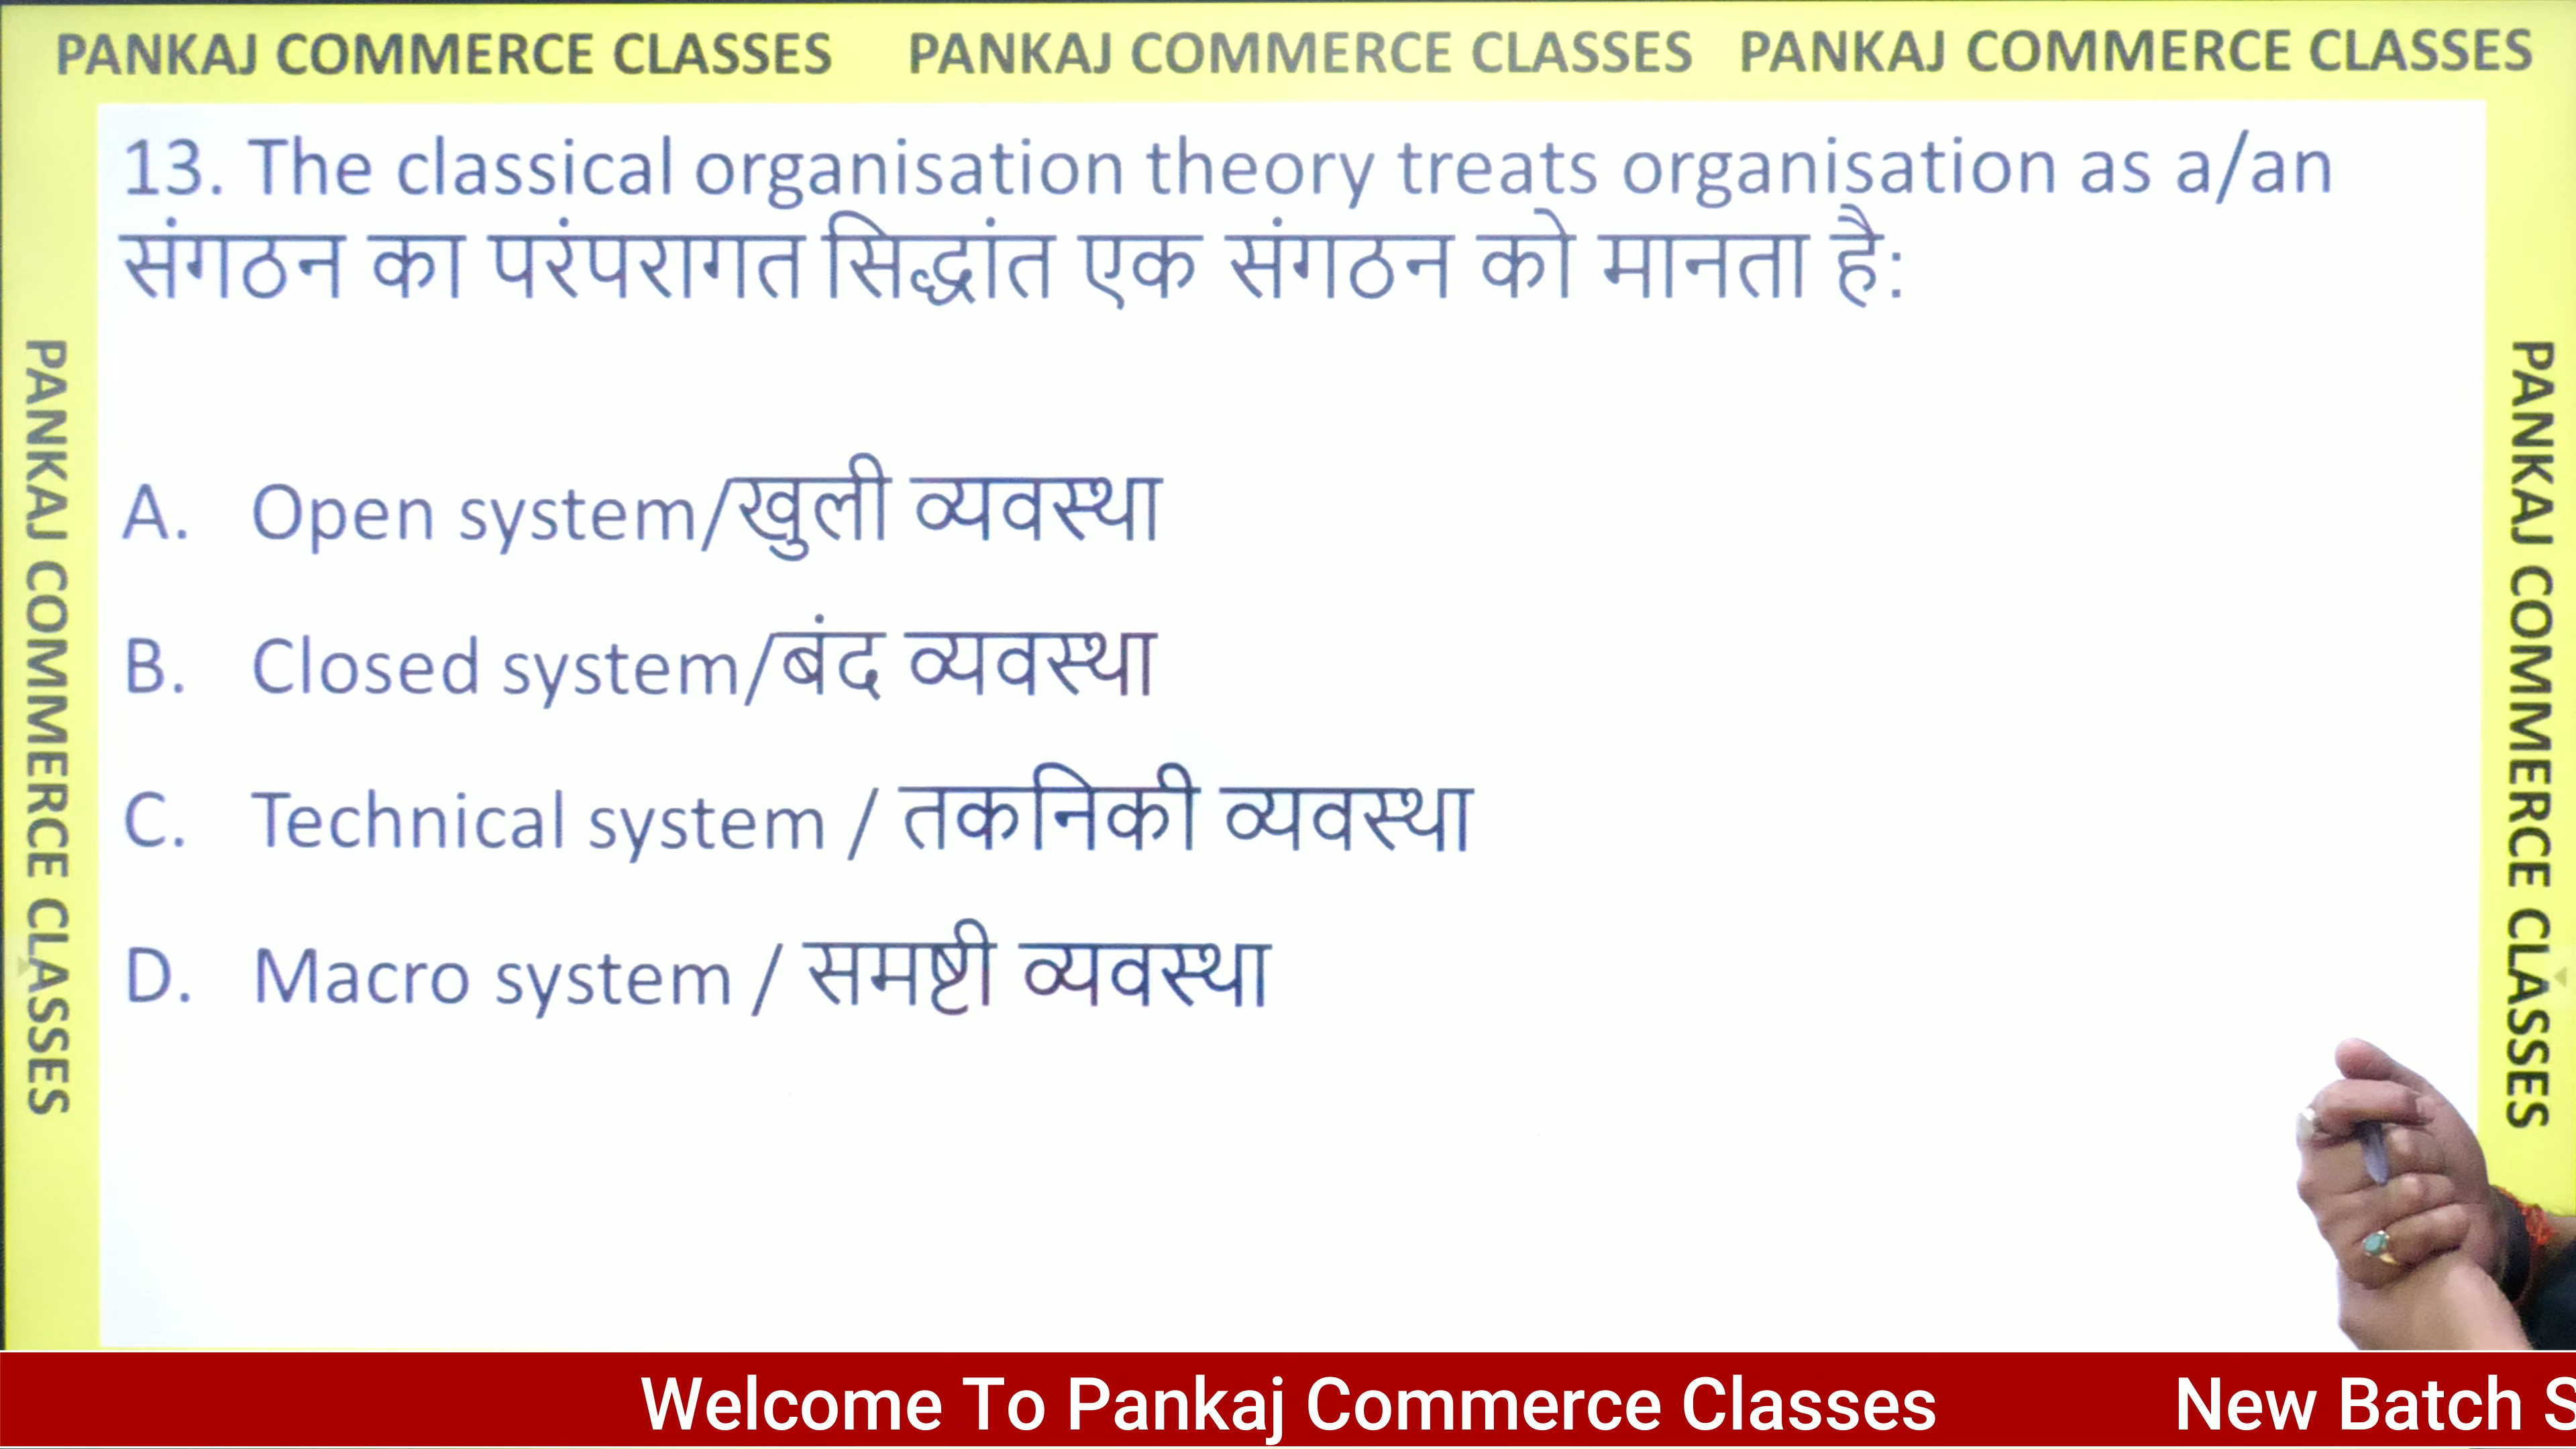 PANKAJ COMMERCE CLASSES PANKAJ COMMERCE CLASSES PANKAJ COMMERCE CLASSES
13. The classical organisation theory treats organisation as a/an
संगठन का परंपरागत सिद्धांत एक संगठन को मानता है:
A. Open system/खुली व्यवस्था
B. Closed system/बंद व्यवस्था
C. Technical system / तकनिकी व्यवस्था
D. Macro system / समष्टी व्यवस्था
PANKAJ COMMERCE CLASSES
PANKAJ COMMERCE CLASSES
Welcome To Pankaj Commerce Classes New Batch S